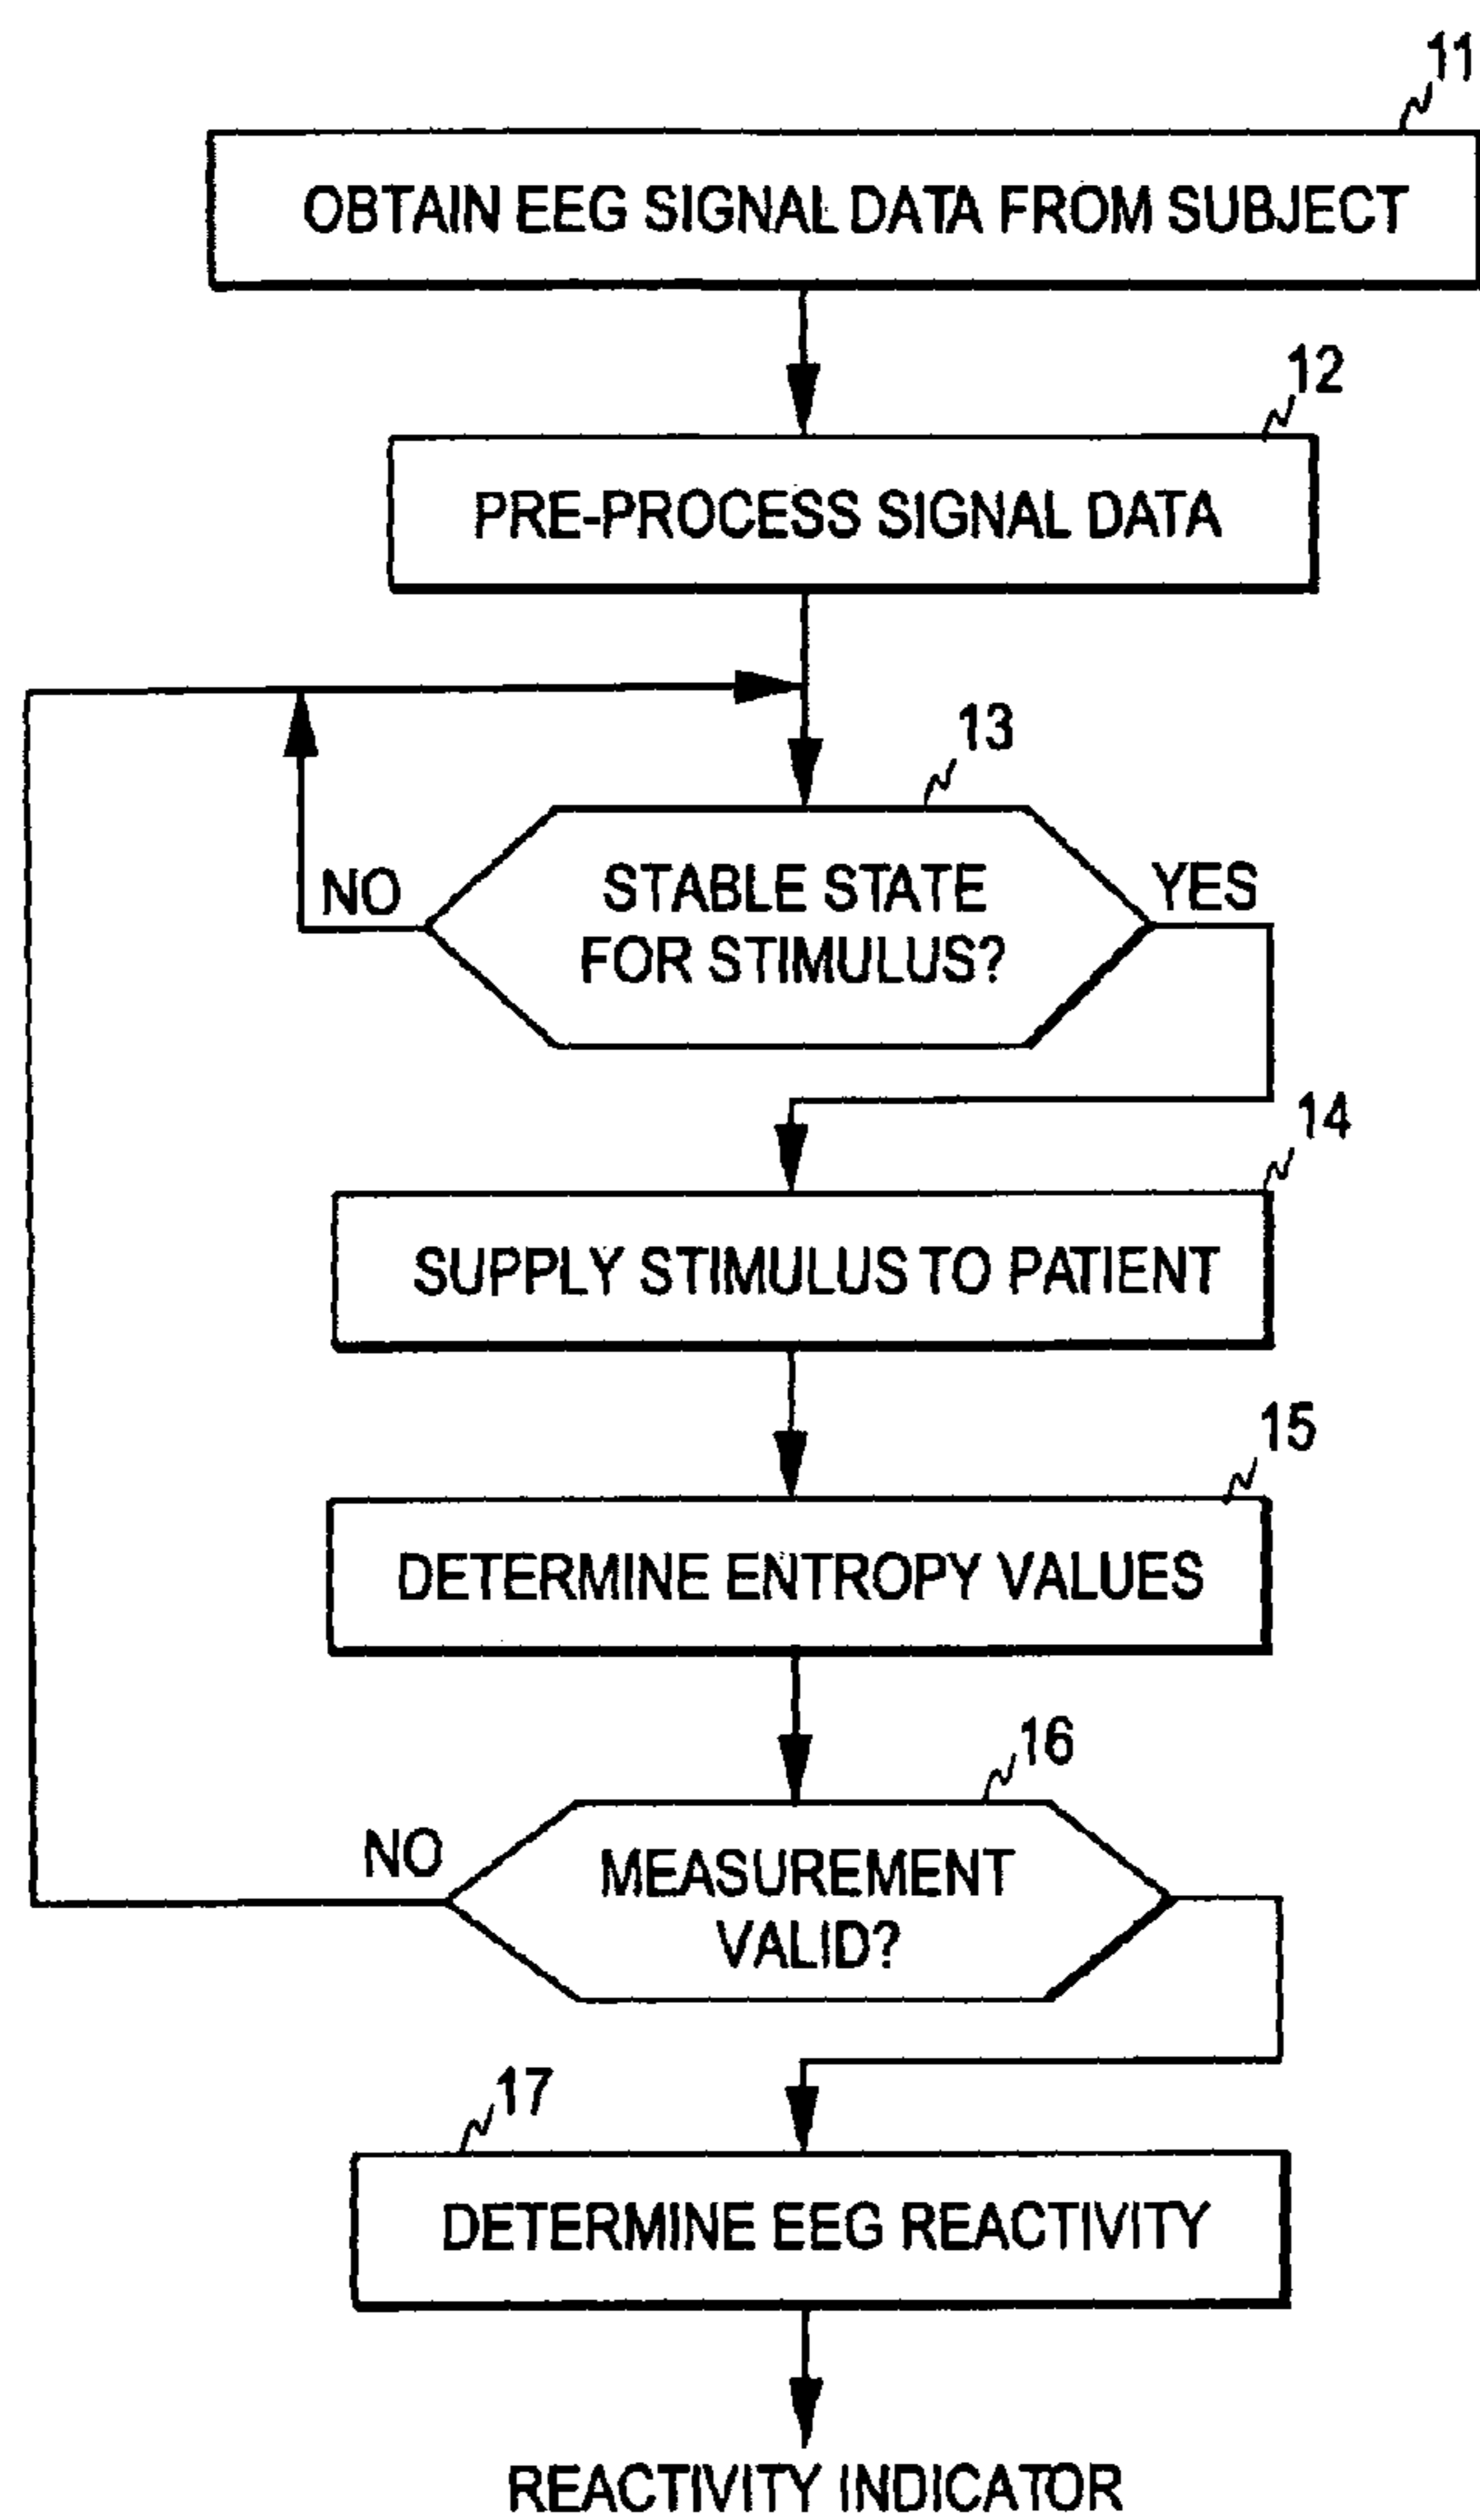 11
OBTAIN EEG SIGNAL DATA FROM SUBJECT
12
PRE-PROCESS SIGNAL DATA
13
NO
STABLE STATE
FOR STIMULUS?
YES
14
SUPPLY STIMULUS TO PATIENT
15
DETERMINE ENTROPY VALUES
16
NO
MEASUREMENT
VALID?
17
DETERMINE EEG REACTIVITY
REACTIVITY INDICATOR